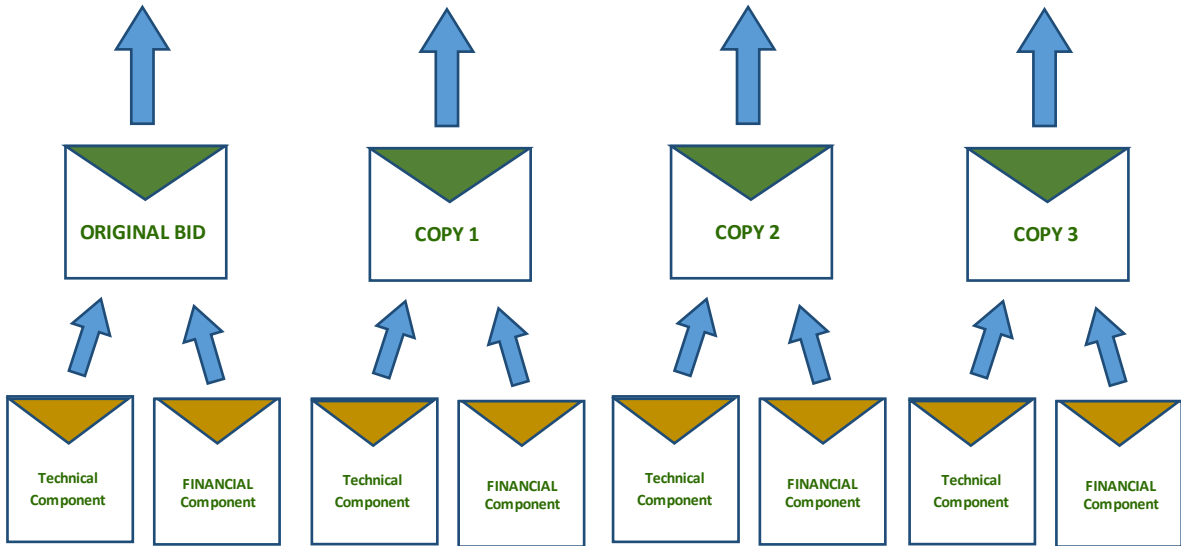 ORIGINAL BID
COPY 1
COPY 2
COPY 3
Technical
Component
FINANCIAL
Component
Technical
Component
FINANCIAL
Component
Technical
Component
FINANCIAL
Component
Technical
Component
FINANCIAL
Component